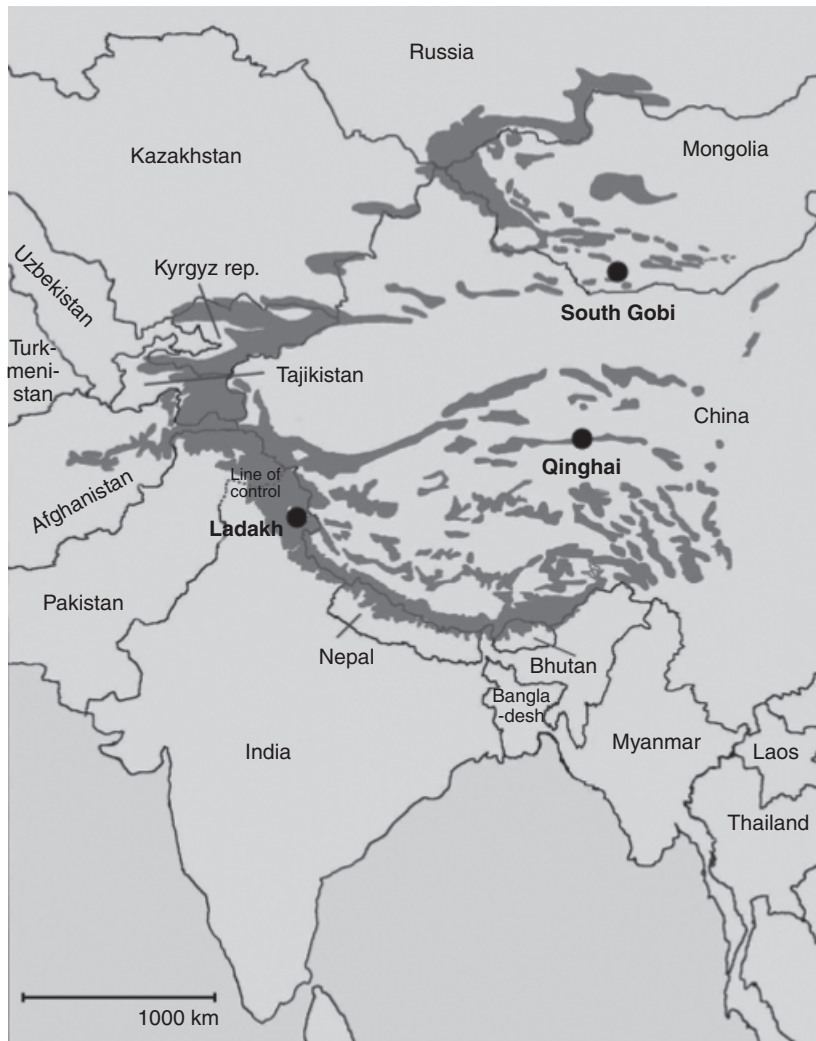 Russia
Kazakhstan
Mongolia
Uzbekistan
Kyrgyz rep.
South Gobi
Turk-
meni-
stan
Tajikistan
China
Qinghai
Line of
control
Afghanistan
Ladakh
Pakistan
Nepal
Bhutan
Bangla
-desh
India
Myanmar
Laos
Thailand
1000 km